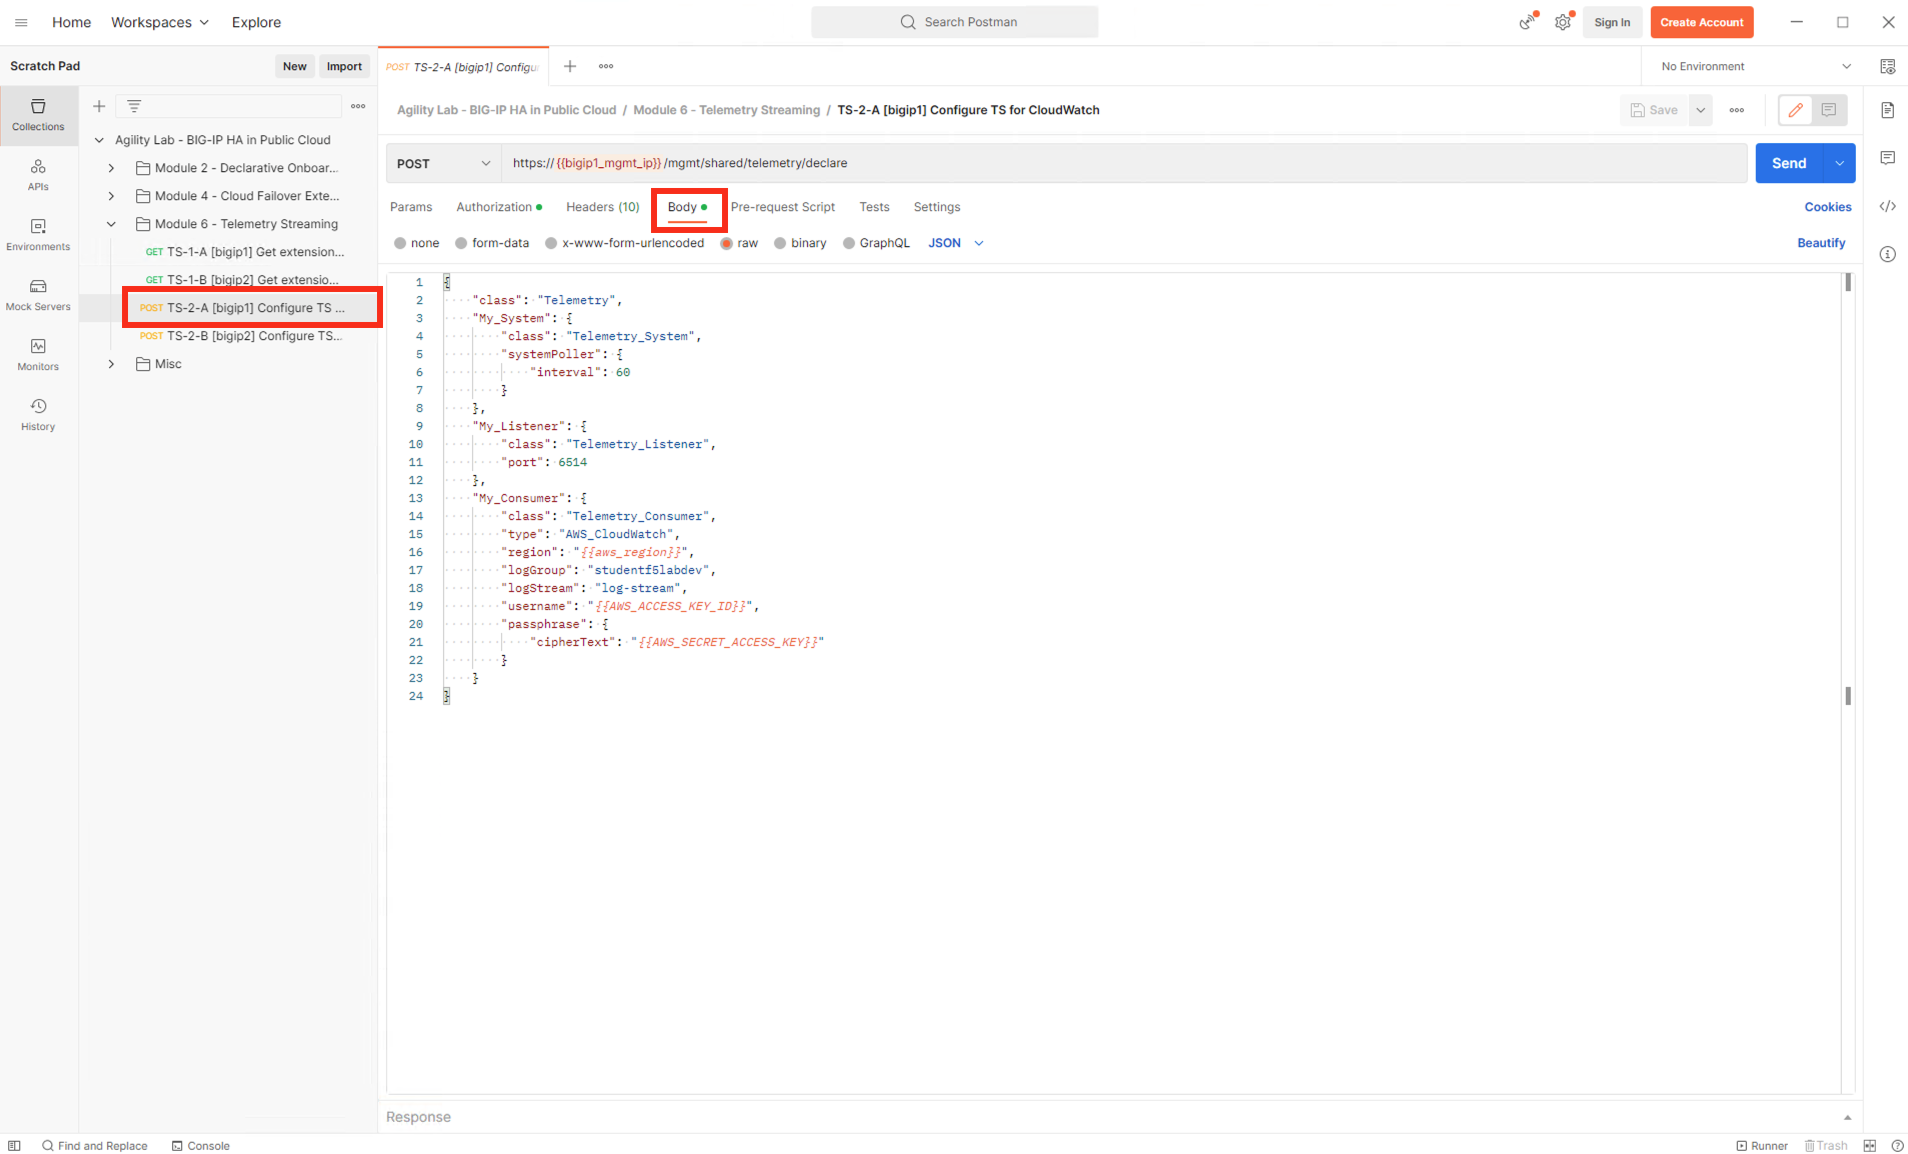 Home Workspaces Explore Search Postman Sign In Create Account
Scratch Pad New Import POST TS-2-A [bigip1] Configu No Environment
Agility Lab - BIG-IP HA in Public Cloud / Module 6 - Telemetry Streaming / TS-2-A [bigip1] Configure TS for CloudWatch Save
Collections
APIs
Environments
Mock Servers
Monitors
History
Agility Lab - BIG-IP HA in Public Cloud
Module 2 - Declarative Onboar...
Module 4 - Cloud Failover Exte...
Module 6 - Telemetry Streaming
GET TS-1-A [bigip1] Get extension...
GET TS-1-B [bigip2] Get extensio...
POST TS-2-A [bigip1] Configure TS ...
POST TS-2-B [bigip2] Configure TS...
Misc
POST https://{{bigip1_mgmt_ip}}/mgmt/shared/telemetry/declare Send
Params Authorization Headers (10) Body Pre-request Script Tests Settings Cookies
none form-data x-www-form-urlencoded raw binary GraphQL JSON Beautify
1 {
2 "class": "Telemetry",
3 "My_System": {
4 "class": "Telemetry_System",
5 "systemPoller": {
6 "interval": 60
7 }
8 },
9 "My_Listener": {
10 "class": "Telemetry_Listener",
11 "port": 6514
12 },
13 "My_Consumer": {
14 "class": "Telemetry_Consumer",
15 "type": "AWS_CloudWatch",
16 "region": "{{aws_region}}",
17 "logGroup": "studentf5labdev",
18 "logStream": "log-stream",
19 "username": "{{AWS_ACCESS_KEY_ID}}",
20 "passphrase": {
21 "cipherText": "{{AWS_SECRET_ACCESS_KEY}}"
22 }
23 }
24 }
Response
Find and Replace Console Runner Trash